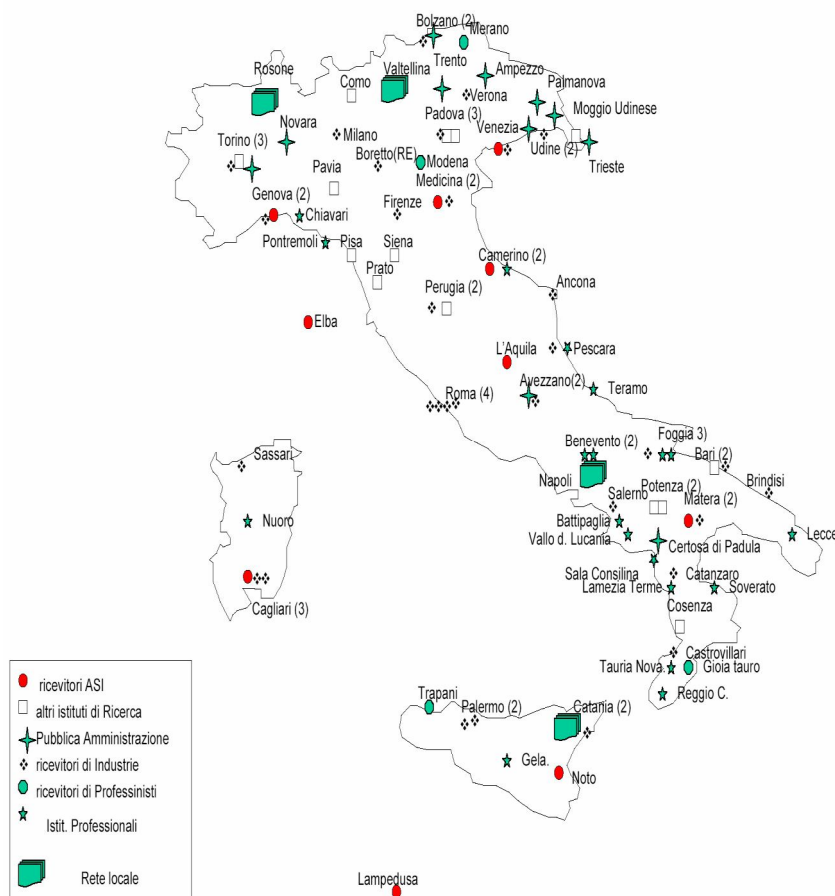 Bolzano (2)
Merano
Trento
Rosone
Como
Valtellina
Ampezzo
Verona
Palmanova
Padova (3)
Moggio Udinese
Novara
Milano
Venezia
Udine (2)
Trieste
Torino (3)
Boretto(RE)
Modena
Pavia
Medicina (2)
Genova (2)
Chiavari
Firenze
Pontremoli
Pisa
Siena
Camerino (2)
Prato
Perugia (2)
Ancona
Elba
L'Aquila
Pescara
Avezzano(2)
Teramo
Roma (4)
Benevento (2)
Foggia 3)
Bari (2)
Sassari
Napoli
Potenza (2)
Brindisi
Salerno
Matera (2)
Nuoro
Battipaglia
Vallo d. Lucania
Lecce
Certosa di Padula
Sala Consilina
Catanzaro
Lamezia Terme
Soverato
Cagliari (3)
Cosenza
Castrovillari
Tauria Nova.
Gioia tauro
Reggio C.
Trapani
Palermo (2)
Catania (2)
Gela.
Noto
Lampedusa
ricevitori ASI
altri istituti di Ricerca
Pubblica Amministrazione
ricevitori di Industrie
ricevitori di Professinisti
Istit. Professionali
Rete locale